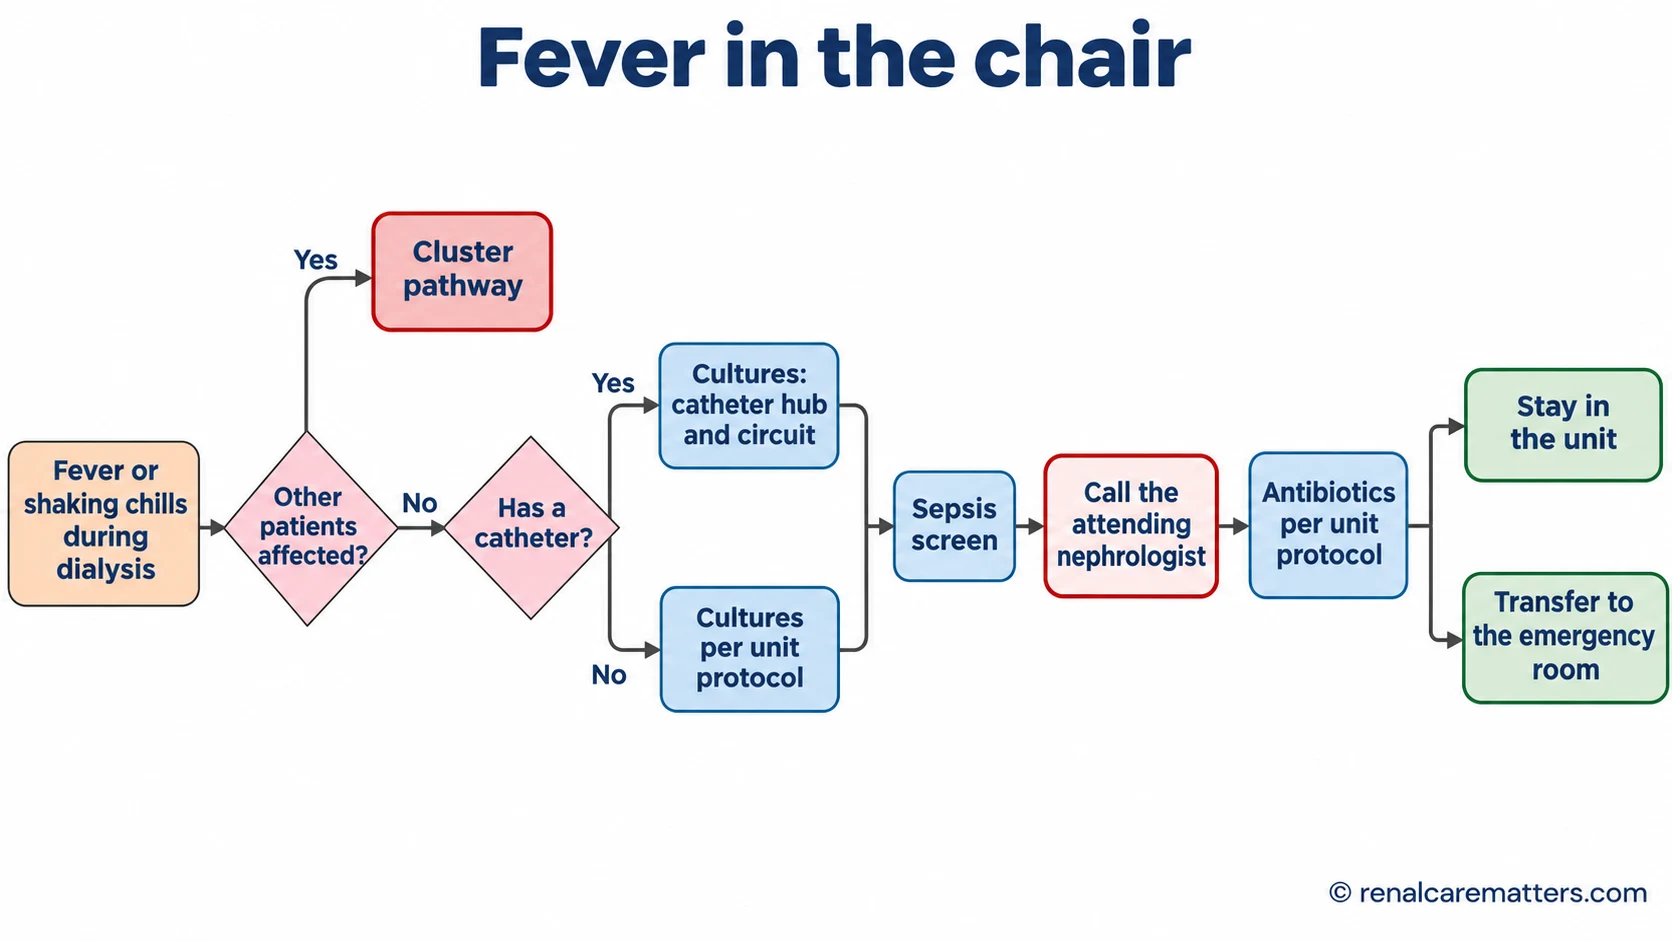 Fever in the chair
Yes
Cluster
pathway
Fever or
shaking chills
during
dialysis
Other
patients
affected?
No
Has a
catheter?
Yes
Cultures:
catheter hub
and circuit
No
Cultures
per unit
protocol
Sepsis
screen
Call the
attending
nephrologist
Antibiotics
per unit
protocol
Stay in
the unit
Transfer to
the emergency
room
© renalcarematters.com